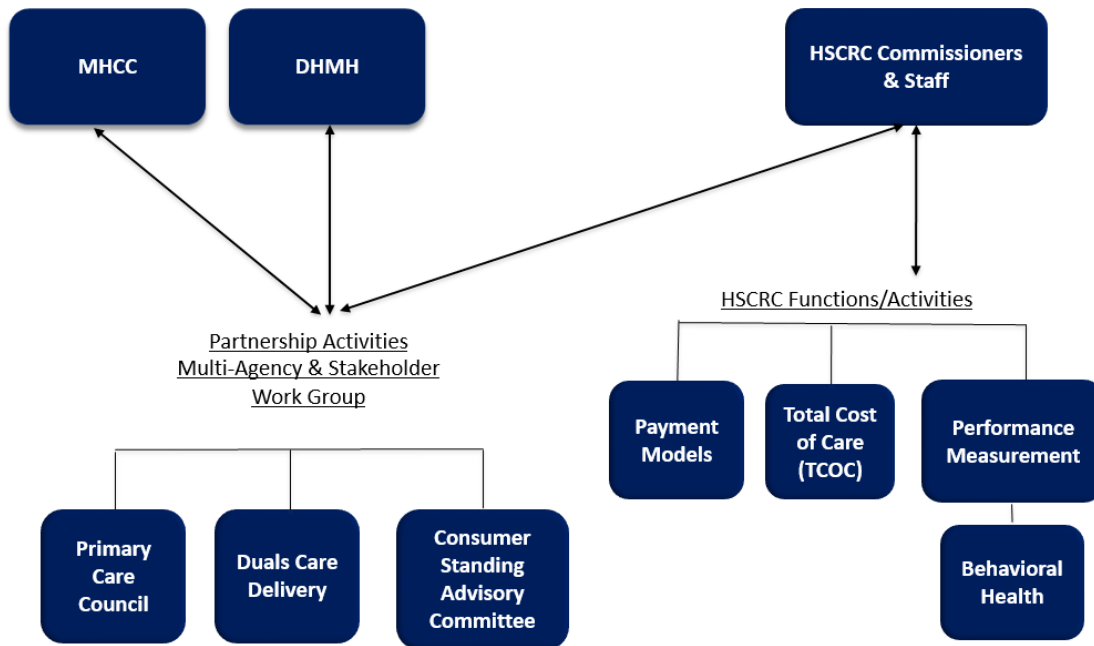 MHCC
DHMH
HSCRC Commissioners
& Staff
Partnership Activities
Multi-Agency & Stakeholder
Work Group
Primary
Care
Council
Duals Care
Delivery
Consumer
Standing
Advisory
Committee
HSCRC Functions/Activities
Payment
Models
Total Cost
of Care
(TCOC)
Performance
Measurement
Behavioral
Health